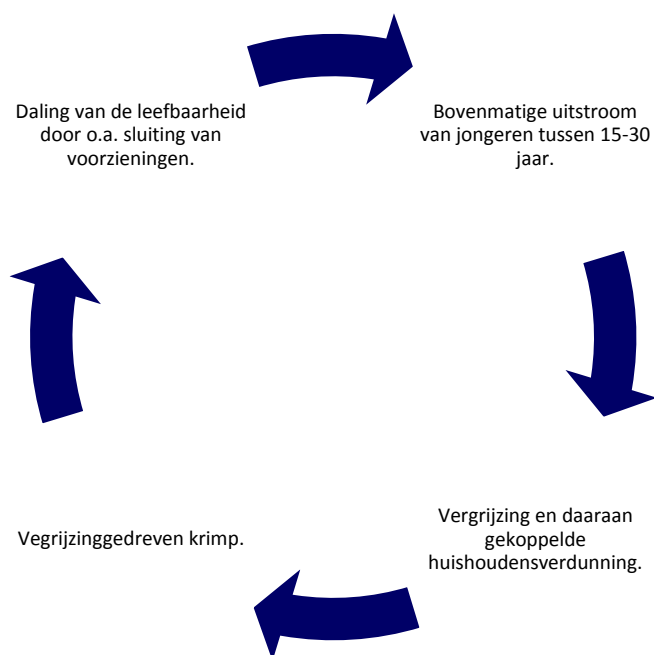 Daling van de leefbaarheid
door o.a. sluiting van
voorzieningen.
Bovenmatige uitstroom
van jongeren tussen 15-30
jaar.
Vergrijzing en daaraan
gekoppelde
huishoudensverdunning.
Vegrijzinggedreven krimp.